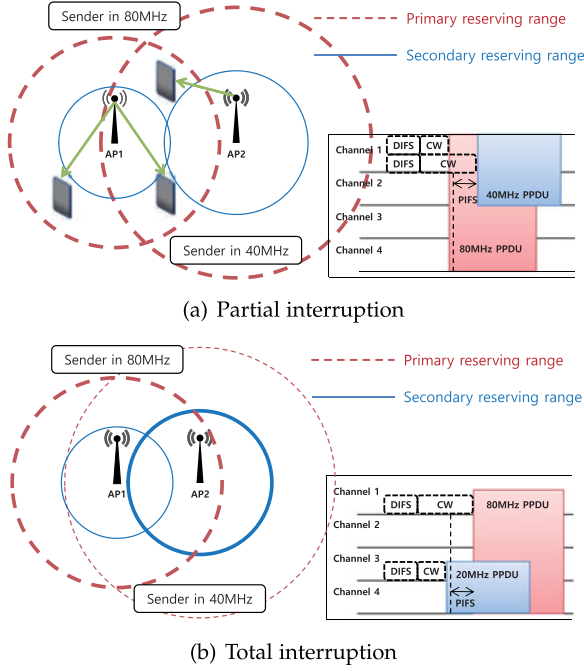 Sender in 80MHz
Primary reserving range
Secondary reserving range
AP1
AP2
Sender in 40MHz
Channel 1
DIFS
CW
DIFS
CW
Channel 2
PIFS
40MHz PPDU
Channel 3
Channel 4
80MHz PPDU
(a) Partial interruption
Sender in 80MHz
Primary reserving range
Secondary reserving range
AP1
AP2
Sender in 40MHz
Channel 1
DIFS
CW
80MHz PPDU
Channel 2
Channel 3
DIFS
CW
20MHz PPDU
Channel 4
PIFS
(b) Total interruption